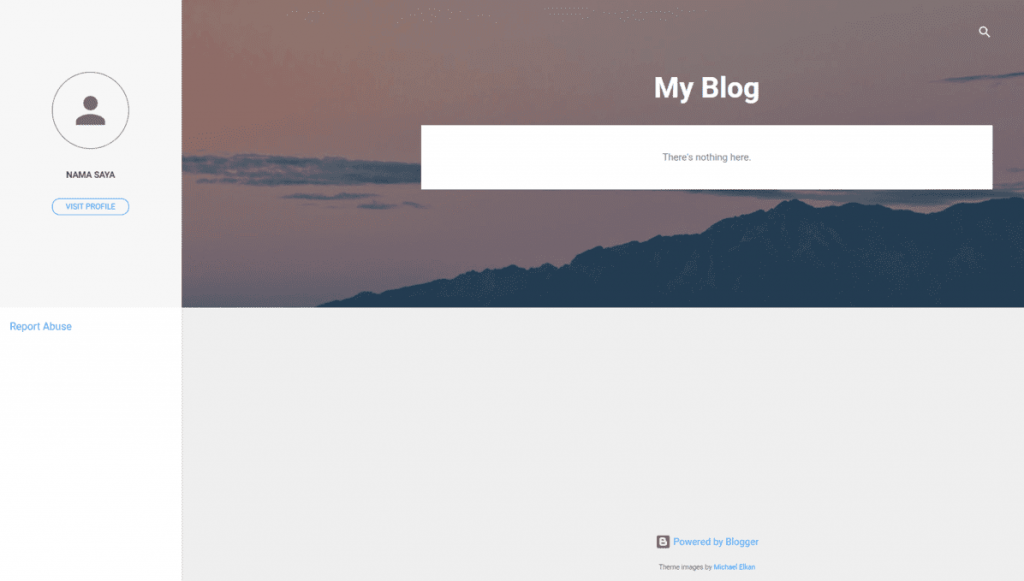 My Blog
There's nothing here.
NAMA SAYA
VISIT PROFILE
Report Abuse
Powered by Blogger
Theme images by Michael Elkan